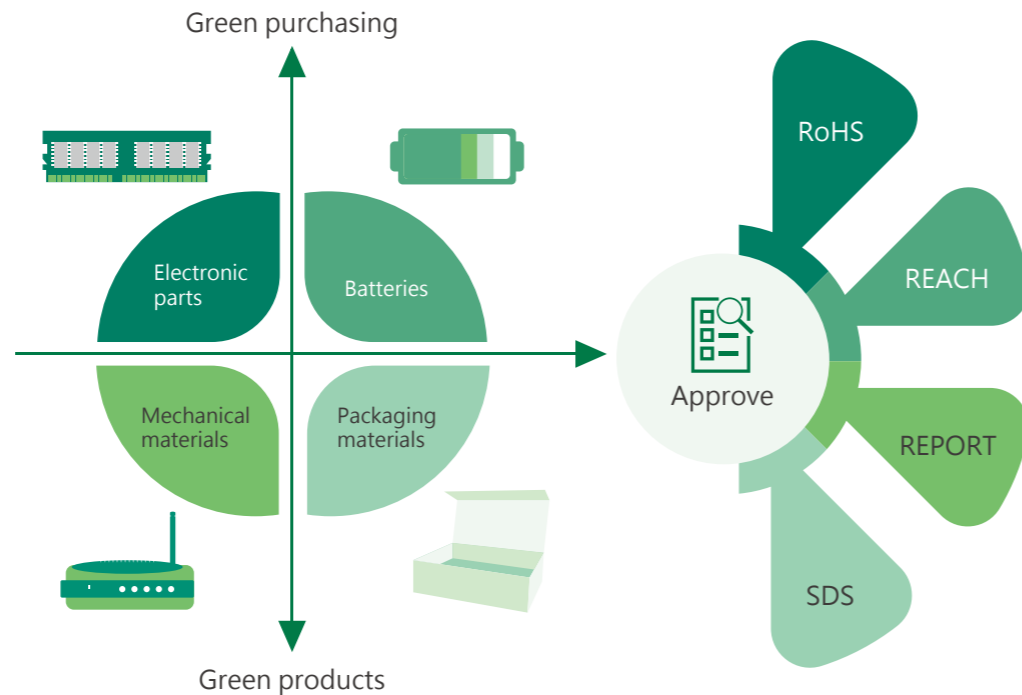 Green purchasing
Electronic
parts
Batteries
Mechanical
materials
Packaging
materials
Green products
Approve
RoHS
REACH
REPORT
SDS